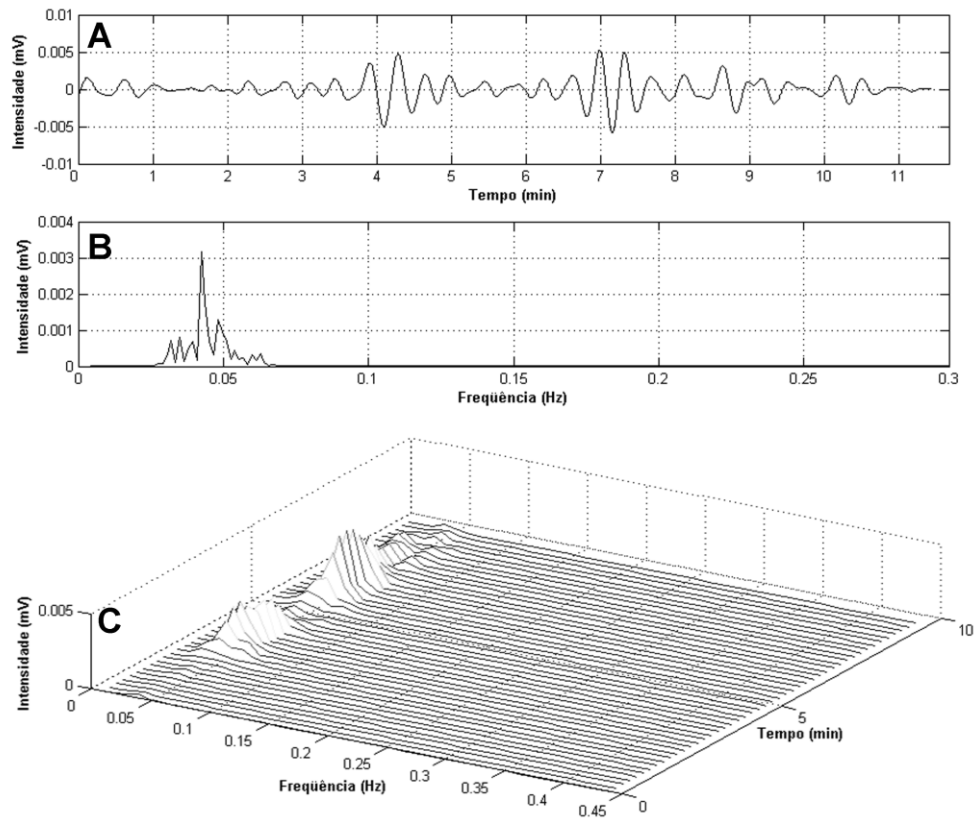 A
0.01
0.005
0
-0.005
-0.01
Intensidade (mV)
0 1 2 3 4 5 6 7 8 9 10 11
Tempo (min)
B
0.004
0.003
0.002
0.001
0
Intensidade (mV)
0 0.05 0.1 0.15 0.2 0.25 0.3
Freqüência (Hz)
C
0.005
0
Intensidade (mV)
0 0.05 0.1 0.15 0.2 0.25 0.3 0.35 0.4 0.45
Freqüência (Hz)
0 5 10
Tempo (min)